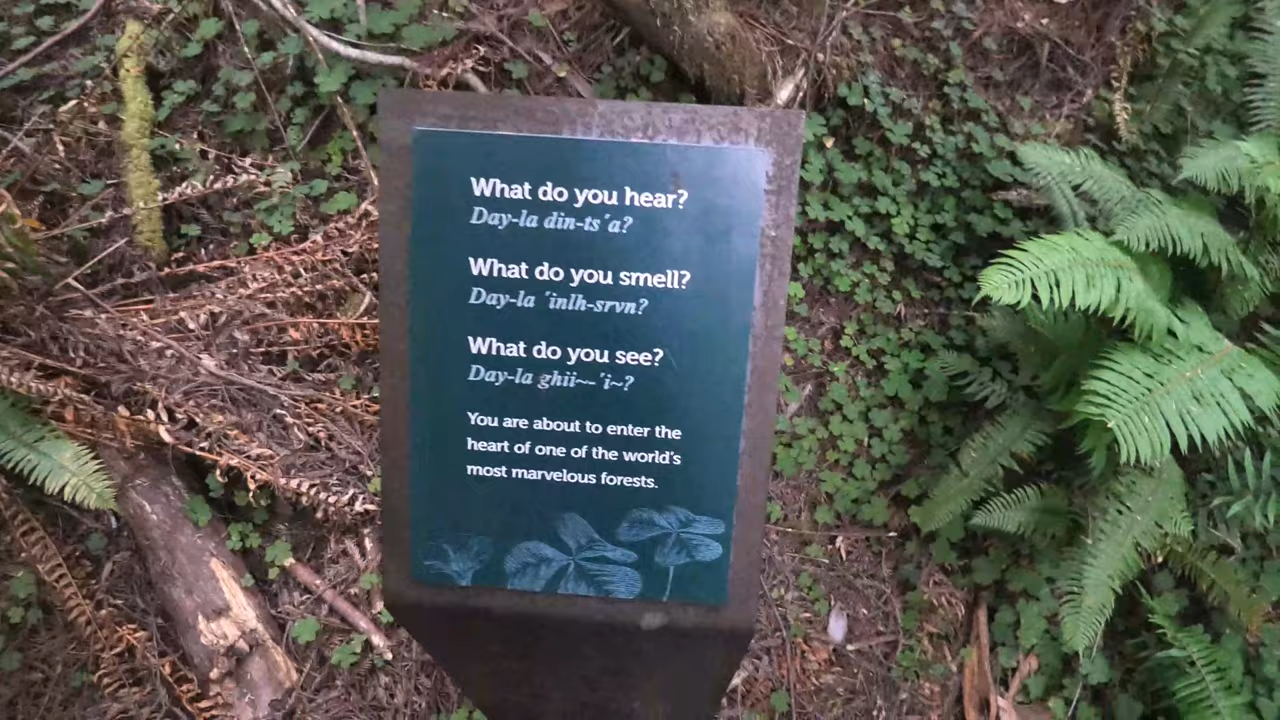 What do you hear?
Day-la din-ts´a?
What do you smell?
Day-la ´inlh-srvn?
What do you see?
Day-la ghii~-´i~?
You are about to enter the
heart of one of the world's
most marvelous forests.